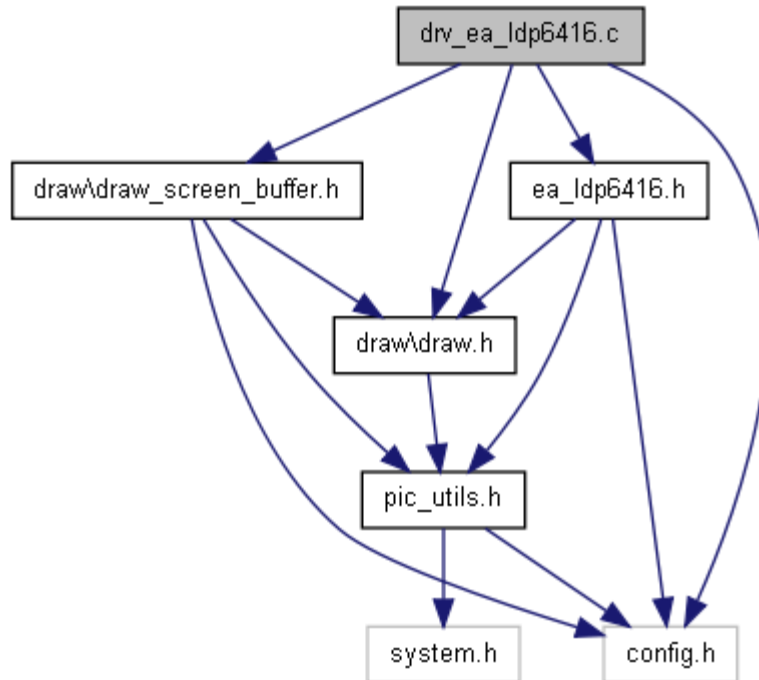 drv_ea_ldp6416.c
draw\draw_screen_buffer.h
ea_ldp6416.h
draw\draw.h
pic_utils.h
system.h
config.h